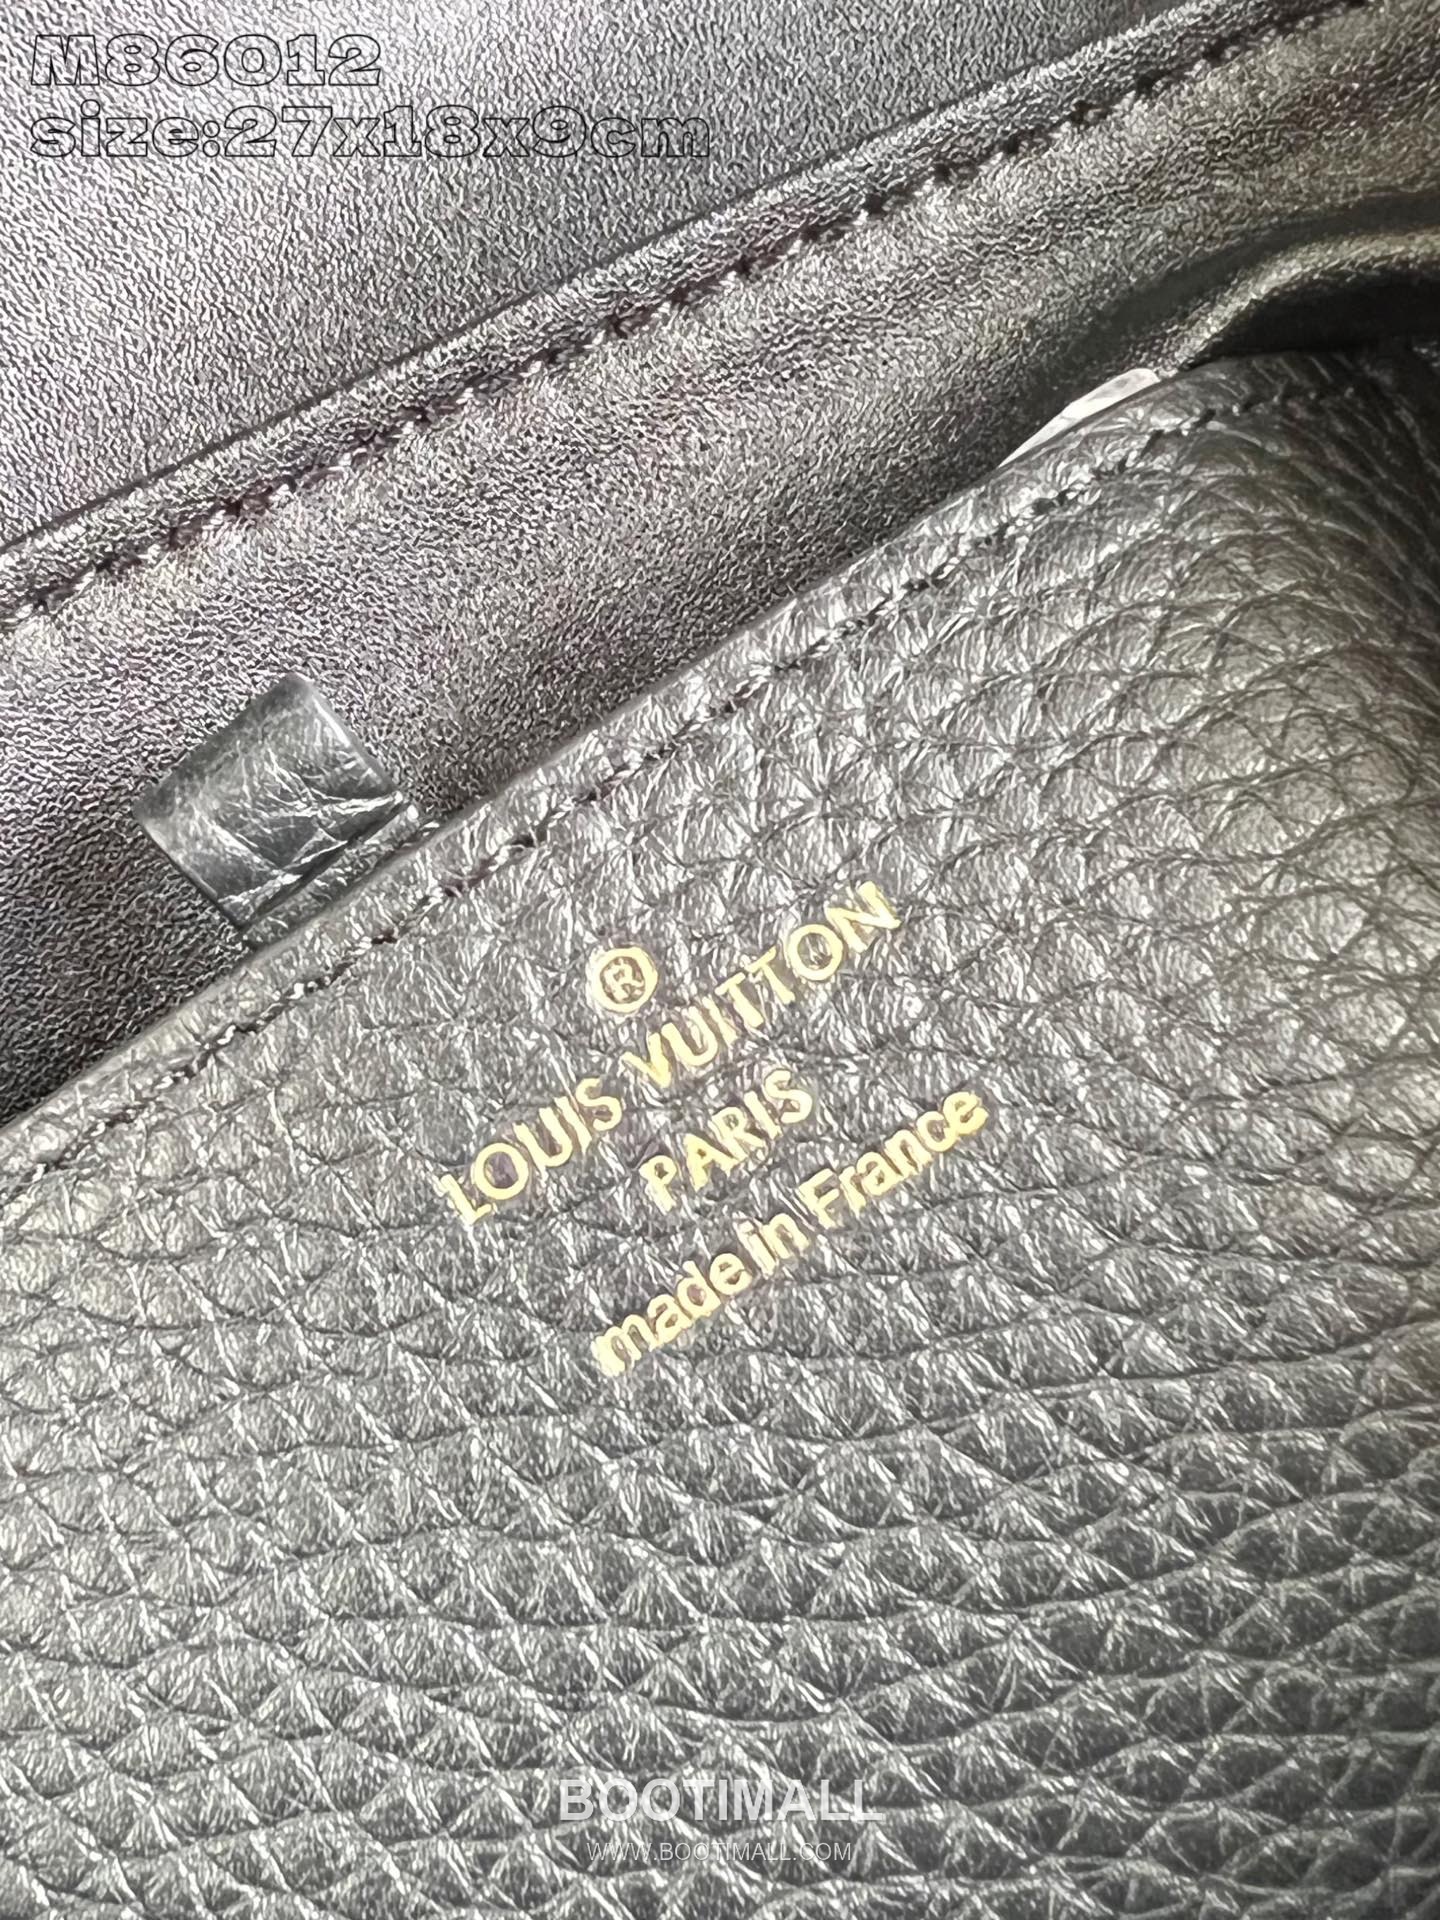 M86012
size:27x18x9cm
®
LOUIS VUITTON
PARIS
made in France
BOOTIMALL
WWW.BOOTIMALL.COM